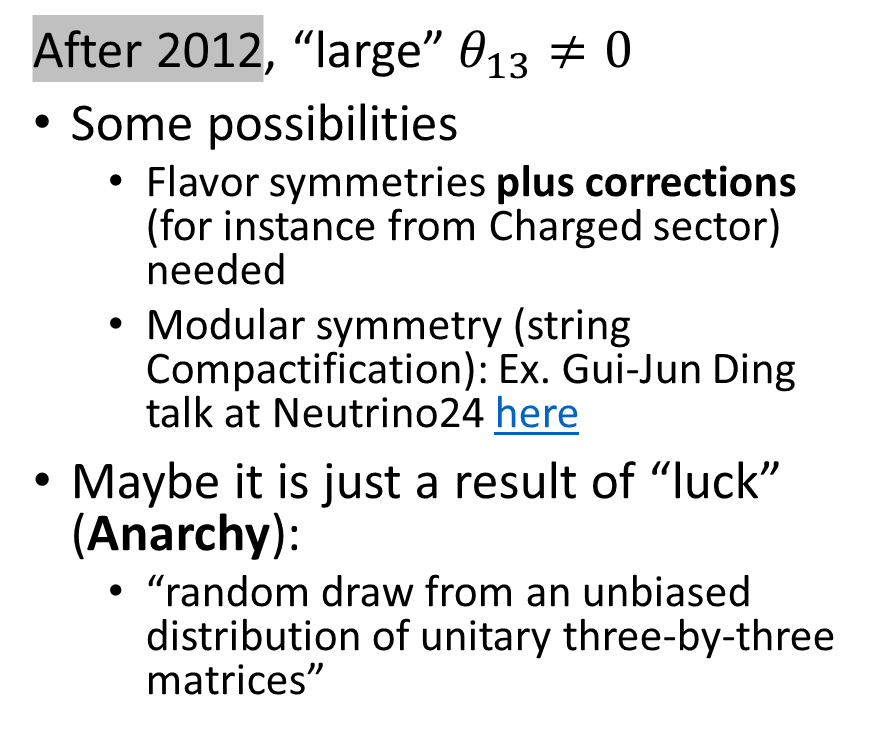 After 2012, “large” θ₁₃ ≠ 0
• Some possibilities
• Flavor symmetries plus corrections
(for instance from Charged sector)
needed
• Modular symmetry (string
Compactification): Ex. Gui-Jun Ding
talk at Neutrino24 here
• Maybe it is just a result of “luck”
(Anarchy):
• “random draw from an unbiased
distribution of unitary three-by-three
matrices”